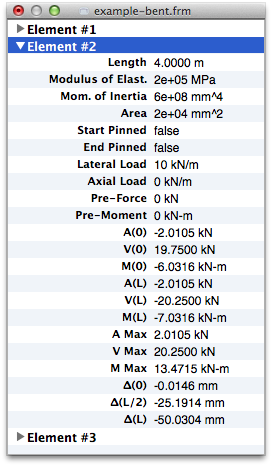 example-bent.frm
Element #1
Element #2
Length 4.0000 m
Modulus of Elast. 2e+05 MPa
Mom. of Inertia 6e+08 mm^4
Area 2e+04 mm^2
Start Pinned false
End Pinned false
Lateral Load 10 kN/m
Axial Load 0 kN/m
Pre-Force 0 kN
Pre-Moment 0 kN-m
A(0) -2.0105 kN
V(0) 19.7500 kN
M(0) -6.0316 kN-m
A(L) -2.0105 kN
V(L) -20.2500 kN
M(L) -7.0316 kN-m
A Max 2.0105 kN
V Max 20.2500 kN
M Max 13.4715 kN-m
Δ(0) -0.0146 mm
Δ(L/2) -25.1914 mm
Δ(L) -50.0304 mm
Element #3